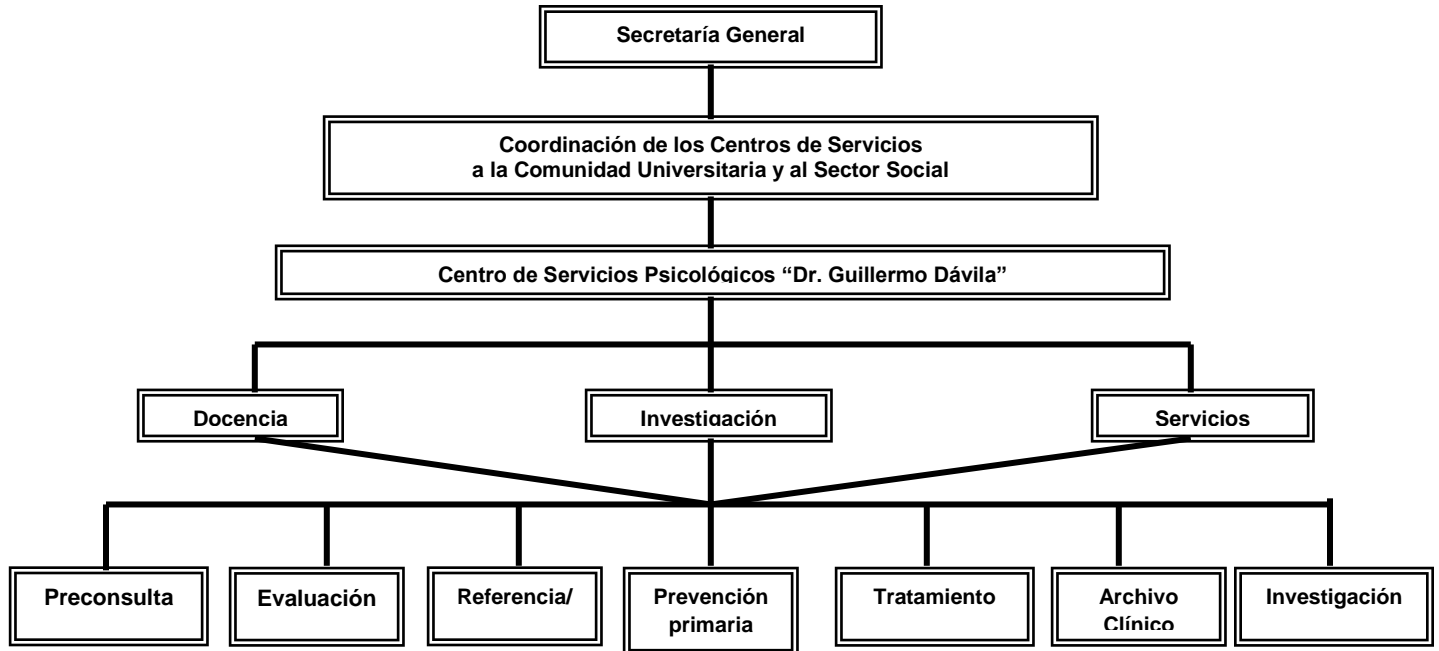 Secretaría General
Coordinación de los Centros de Servicios
a la Comunidad Universitaria y al Sector Social
Centro de Servicios Psicológicos “Dr. Guillermo Dávila”
Docencia
Investigación
Servicios
Preconsulta
Evaluación
Referencia/
Prevención
primaria
Tratamiento
Archivo
Clínico
Investigación